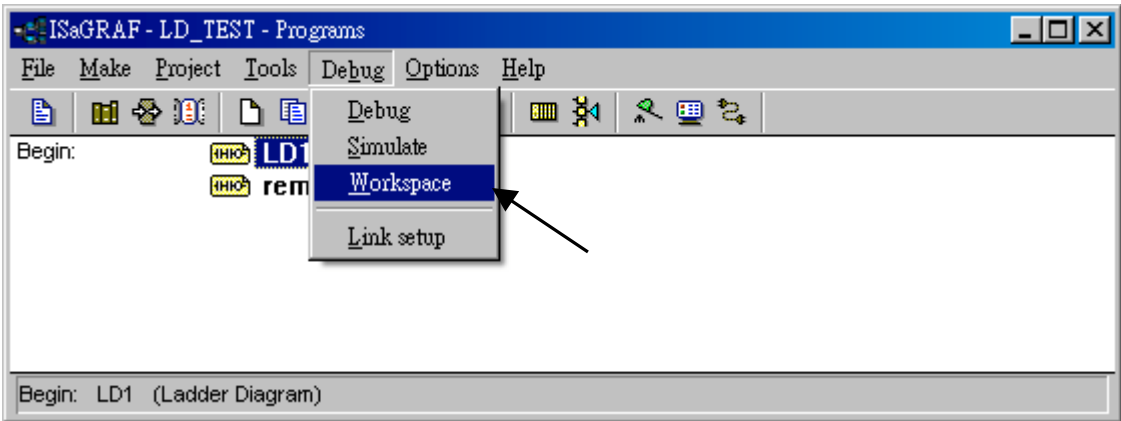 ISaGRAF - LD_TEST - Programs
File Make Project Tools Debug Options Help
Debug
Begin: LD1
Simulate
Workspace
rem
Link setup
Begin: LD1 (Ladder Diagram)